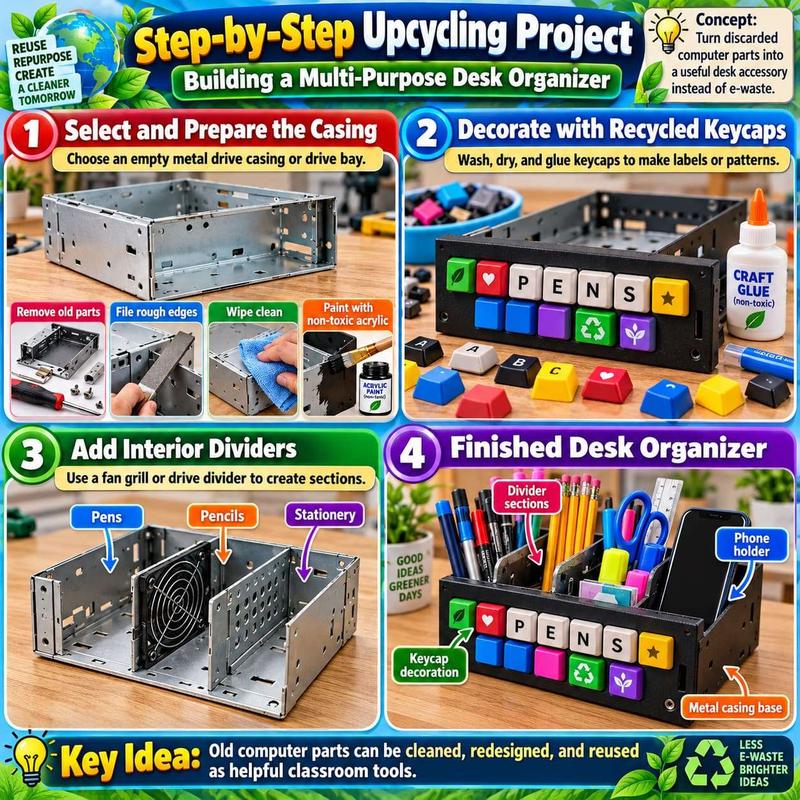 REUSE
REPURPOSE
CREATE
A CLEANER
TOMORROW
Step-by-Step Upcycling Project
Building a Multi-Purpose Desk Organizer
Concept:
Turn discarded
computer parts into
a useful desk accessory
instead of e-waste.
1 Select and Prepare the Casing
Choose an empty metal drive casing or drive bay.
Remove old parts
File rough edges
Wipe clean
Paint with
non-toxic acrylic
ACRYLIC
PAINT
(non-toxic)
2 Decorate with Recycled Keycaps
Wash, dry, and glue keycaps to make labels or patterns.
PENS
CRAFT
GLUE
(non-toxic)
A
A
B
C
3 Add Interior Dividers
Use a fan grill or drive divider to create sections.
Pens
Pencils
Stationery
4 Finished Desk Organizer
Divider
sections
Phone
holder
GOOD
IDEAS
GREENER
DAYS
PENS
Keycap
decoration
Metal casing base
Key Idea: Old computer parts can be cleaned, redesigned, and reused
as helpful classroom tools.
LESS
E-WASTE
BRIGHTER
IDEAS